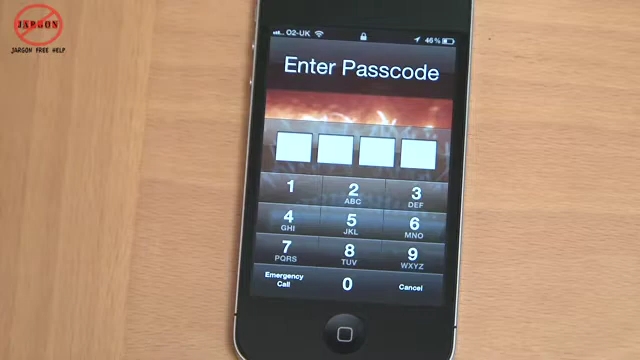 JARGON
JARGON FREE HELP
O2-UK
46%
Enter Passcode
1
2
ABC
3
DEF
4
GHI
5
JKL
6
MNO
7
PQRS
8
TUV
9
WXYZ
Emergency
Call
0
Cancel